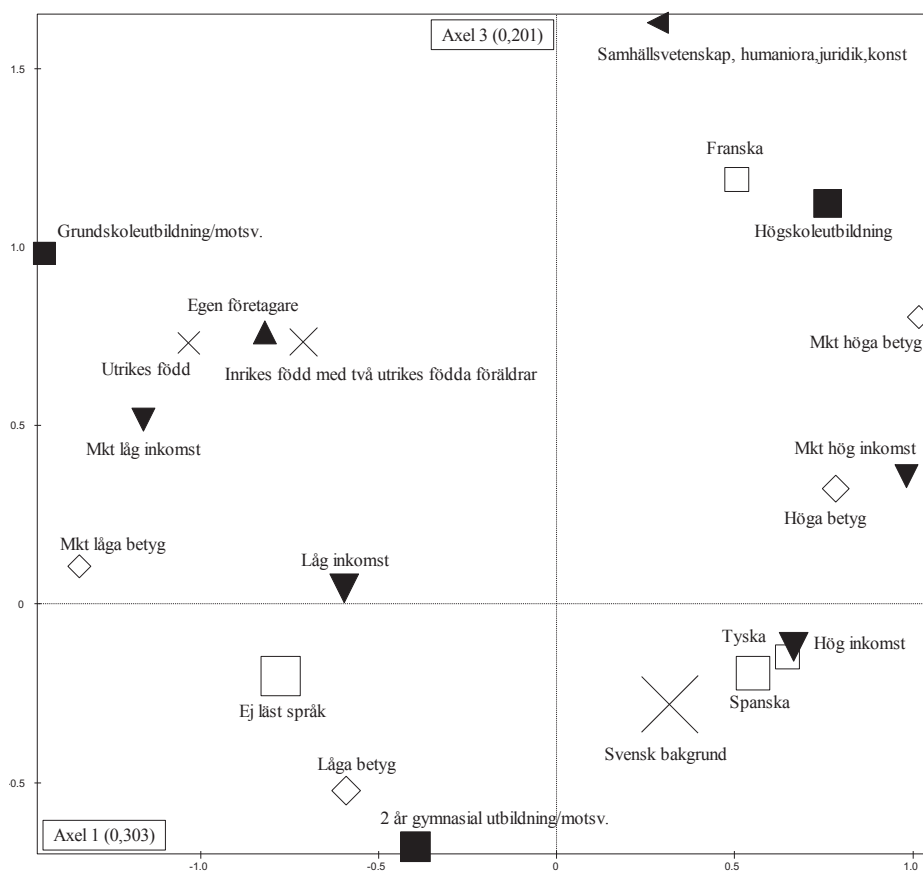 Axel 3 (0,201)
Samhällsvetenskap, humaniora,juridik,konst
1.5
Franska
Högskoleutbildning
Grundskoleutbildning/motsv.
1.0
Egen företagare
Mkt höga betyg
Utrikes född
Inrikes född med två utrikes födda föräldrar
0.5
Mkt låg inkomst
Mkt hög inkomst
Höga betyg
Mkt låga betyg
Låg inkomst
0
Tyska
Hög inkomst
Ej läst språk
Spanska
Svensk bakgrund
Låga betyg
-0.5
2 år gymnasial utbildning/motsv.
Axel 1 (0,303)
-1.0
-0.5
0
0.5
1.0